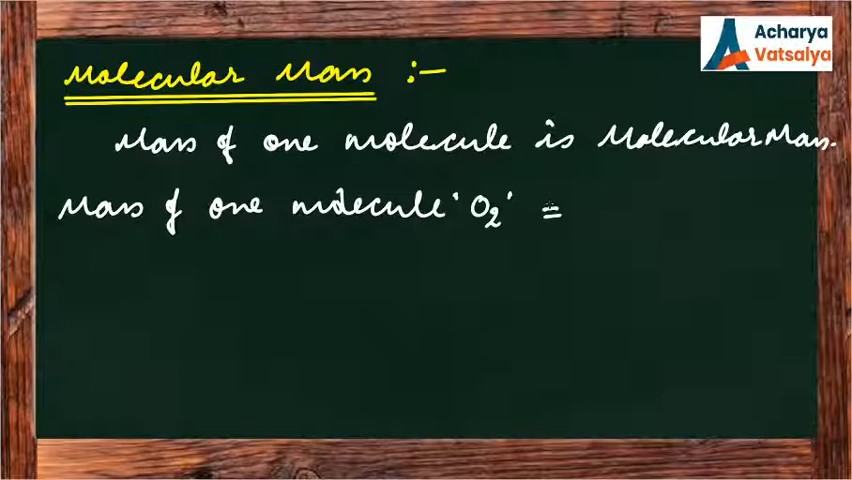 Acharya
Vatsalya
Molecular Mass :-
Mass of one molecule is Molecular Mass.
Mass of one molecule 'O₂' =